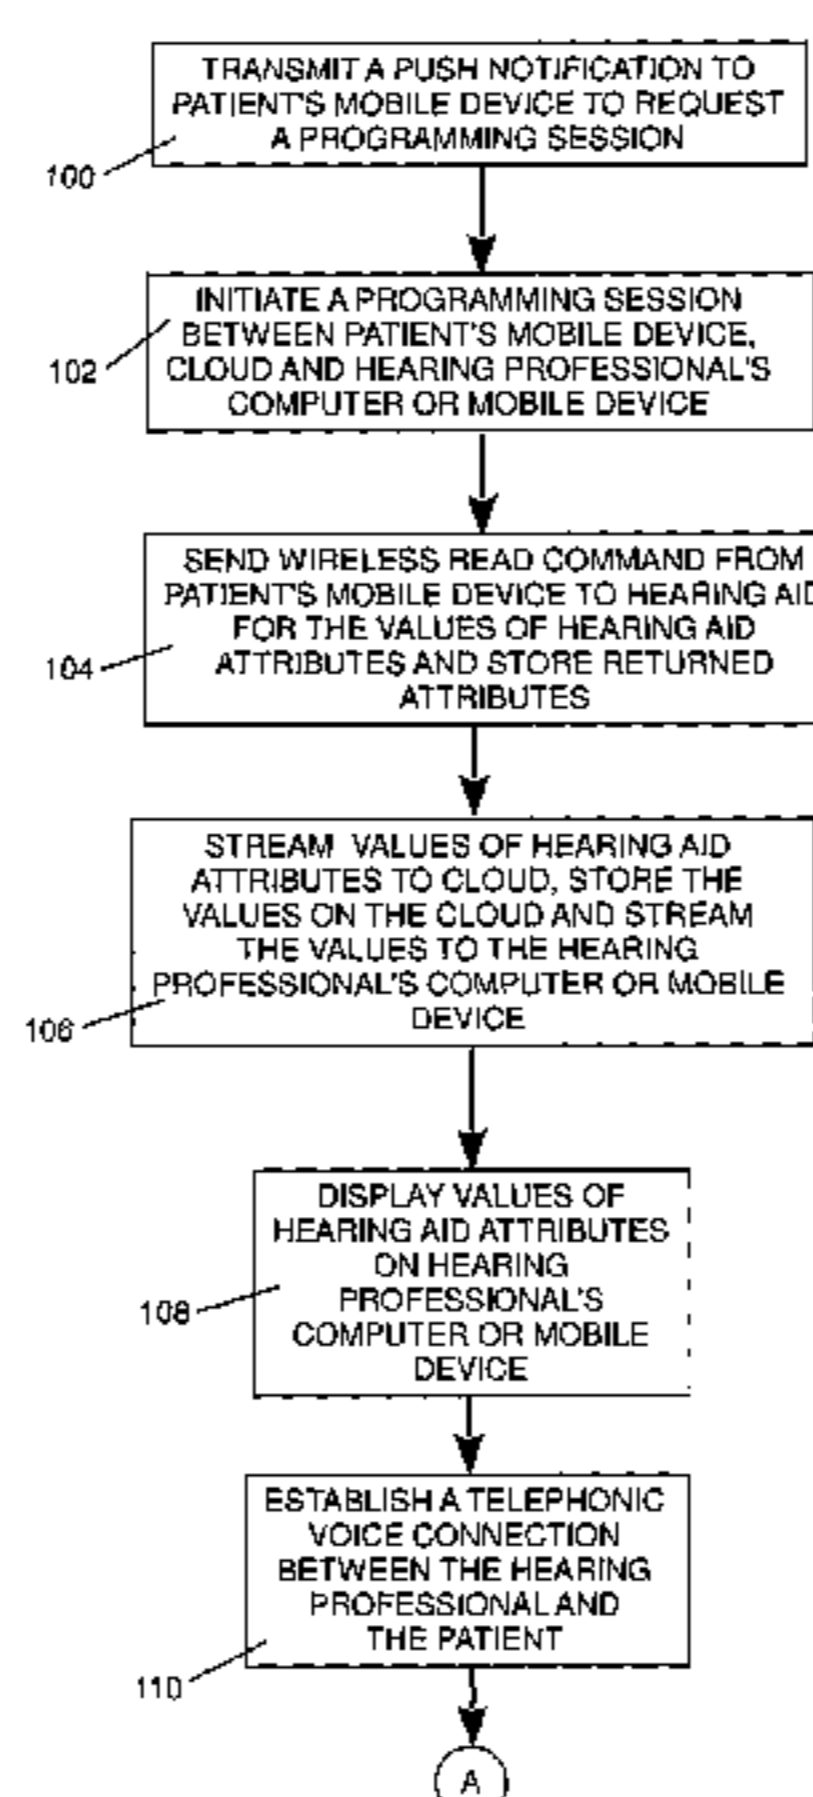 TRANSMIT A PUSH NOTIFICATION TO
PATIENT'S MOBILE DEVICE TO REQUEST
A PROGRAMMING SESSION
100
INITIATE A PROGRAMMING SESSION
BETWEEN PATIENT'S MOBILE DEVICE,
CLOUD AND HEARING PROFESSIONAL'S
COMPUTER OR MOBILE DEVICE
102
SEND WIRELESS READ COMMAND FROM
PATIENT'S MOBILE DEVICE TO HEARING AID
FOR THE VALUES OF HEARING AID
ATTRIBUTES AND STORE RETURNED
ATTRIBUTES
104
STREAM VALUES OF HEARING AID
ATTRIBUTES TO CLOUD, STORE THE
VALUES ON THE CLOUD AND STREAM
THE VALUES TO THE HEARING
PROFESSIONAL'S COMPUTER OR MOBILE
DEVICE
106
DISPLAY VALUES OF
HEARING AID ATTRIBUTES
ON HEARING
PROFESSIONAL'S
COMPUTER OR MOBILE
DEVICE
108
ESTABLISH A TELEPHONIC
VOICE CONNECTION
BETWEEN THE HEARING
PROFESSIONAL AND
THE PATIENT
110
A